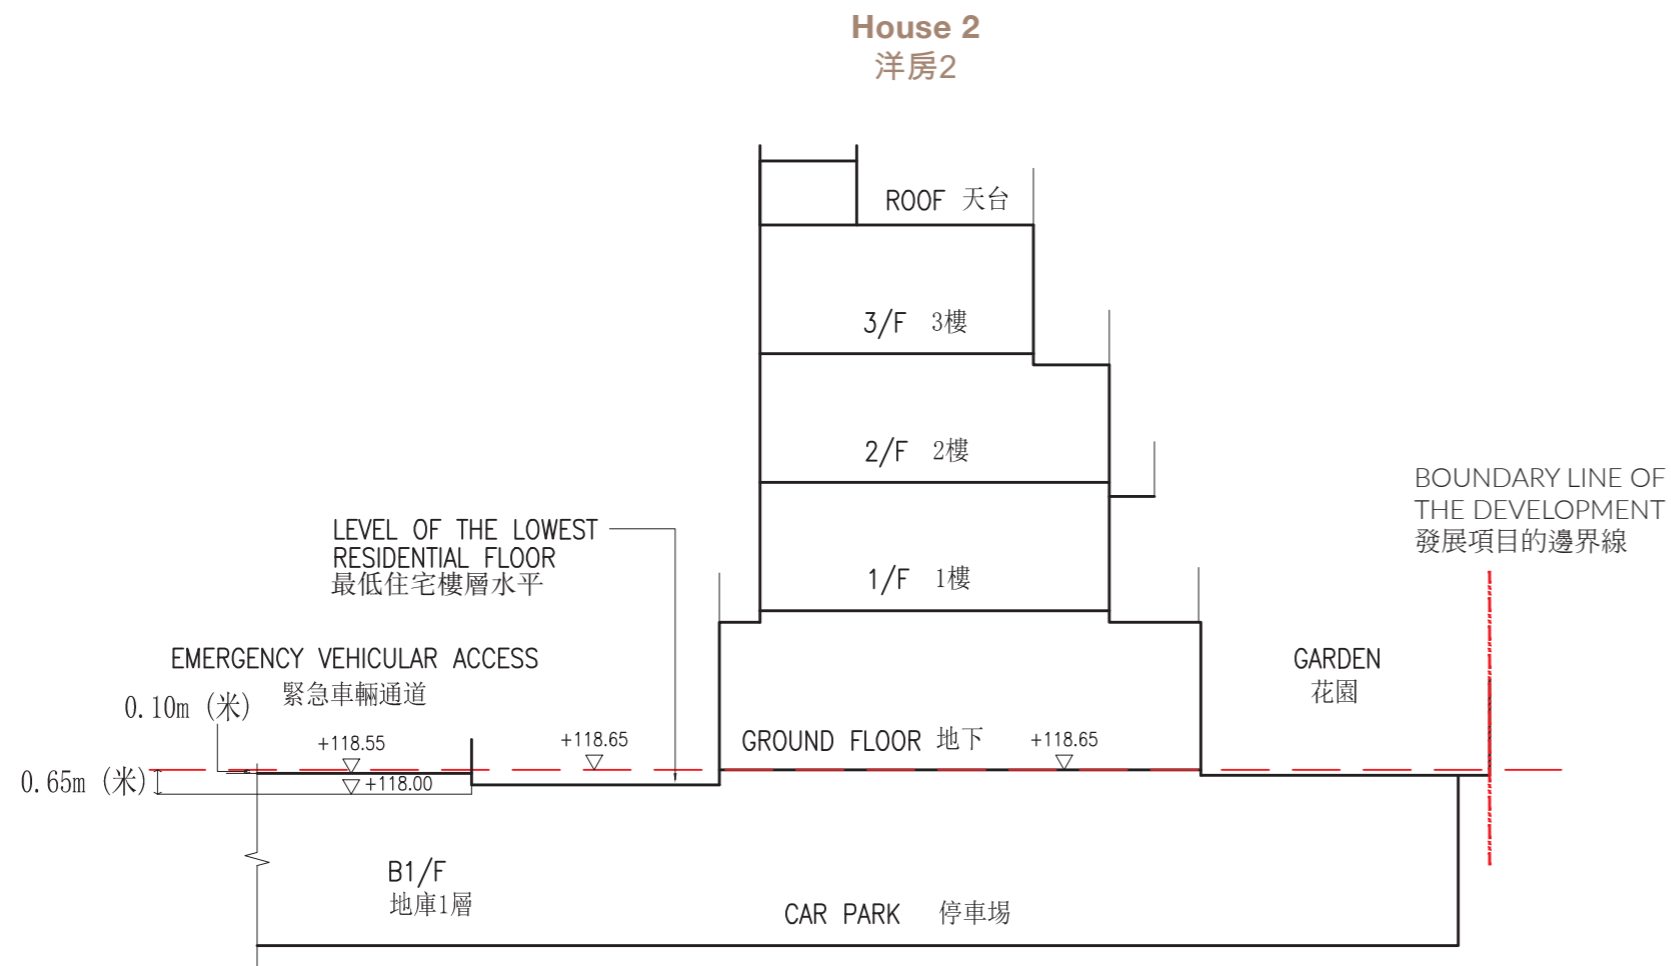 House 2
洋房2
ROOF 天台
3/F 3樓
2/F 2樓
BOUNDARY LINE OF
THE DEVELOPMENT
發展項目的邊界線
LEVEL OF THE LOWEST
RESIDENTIAL FLOOR
最低住宅樓層水平
1/F 1樓
EMERGENCY VEHICULAR ACCESS
緊急車輛通道
GARDEN
花園
0.10m (米)
+118.55
+118.65
GROUND FLOOR 地下
+118.65
0.65m (米)
+118.00
B1/F
地庫1層
CAR PARK 停車埸